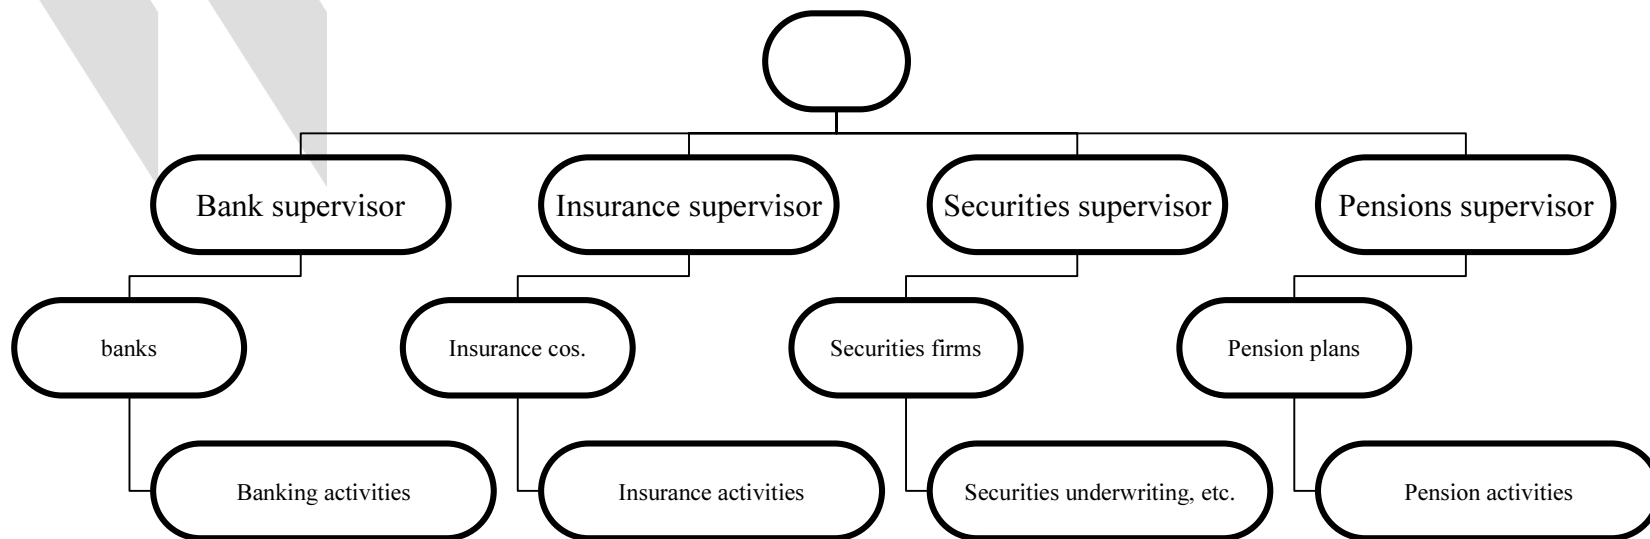 Bank supervisor
Insurance supervisor
Securities supervisor
Pensions supervisor
banks
Insurance cos.
Securities firms
Pension plans
Banking activities
Insurance activities
Securities underwriting, etc.
Pension activities